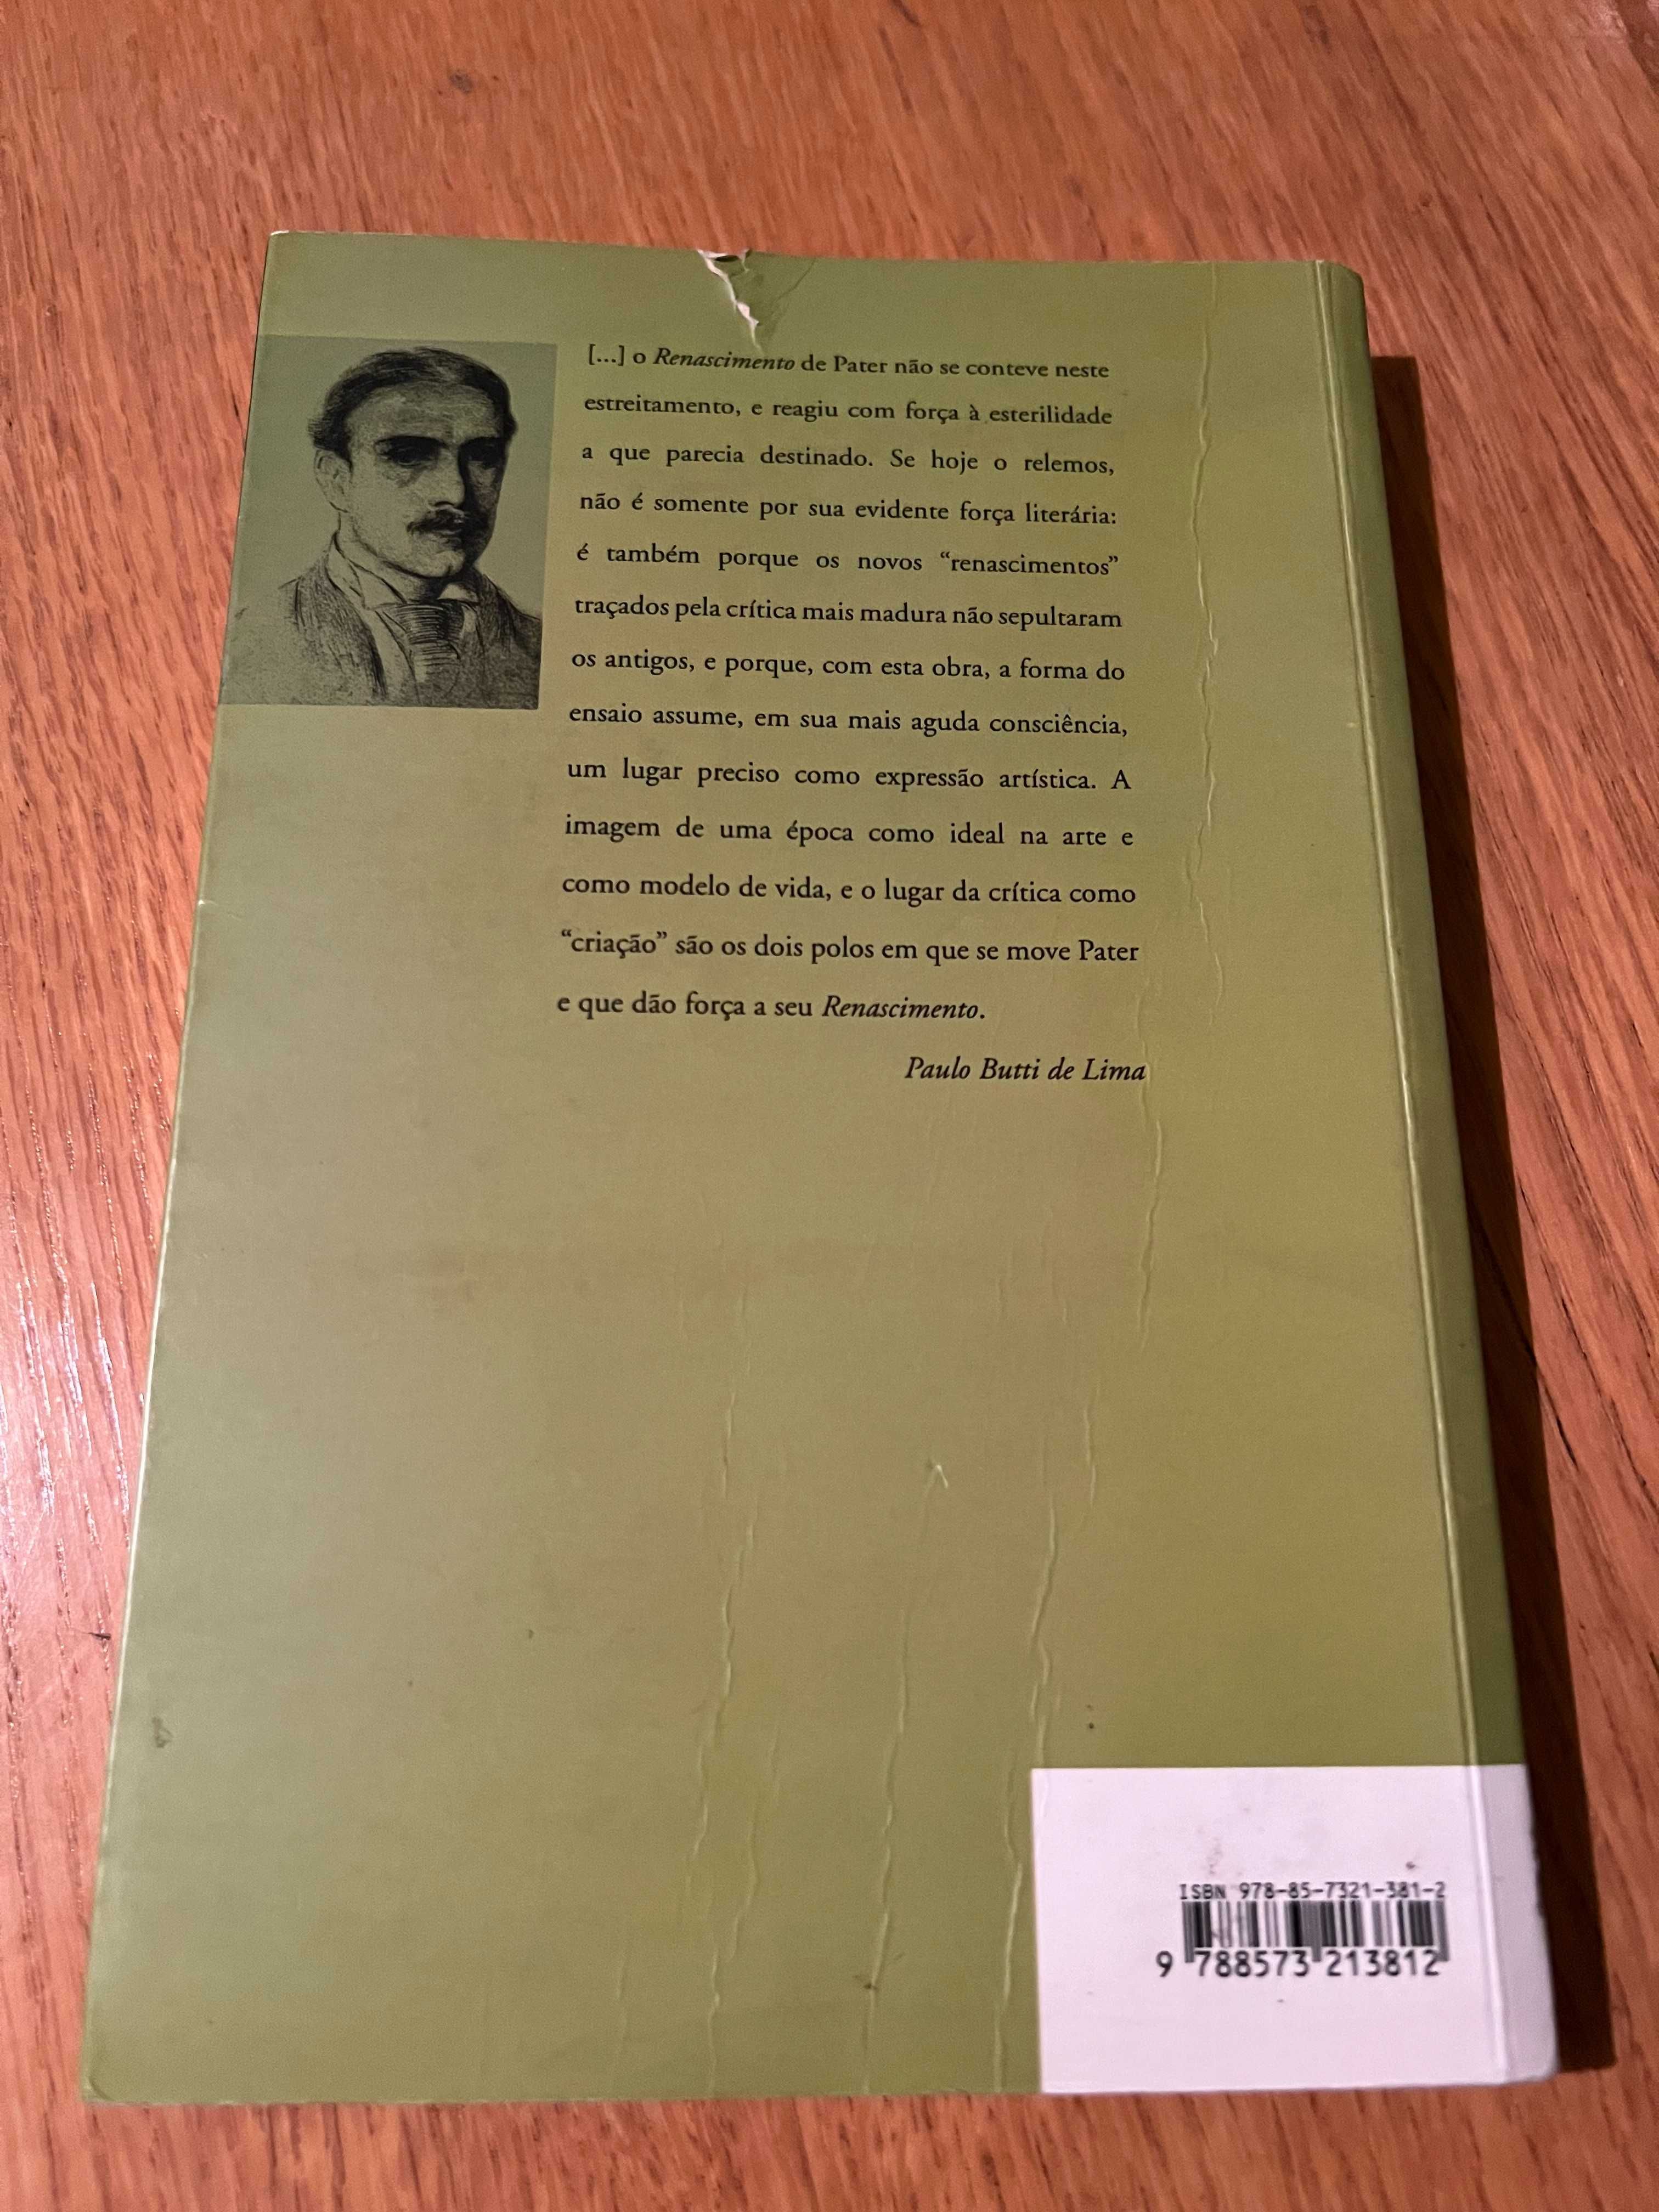 [...] o Renascimento de Pater não se conteve neste
estreitamento, e reagiu com força à esterilidade
a que parecia destinado. Se hoje o relemos,
não é somente por sua evidente força literária:
é também porque os novos “renascimentos”
traçados pela crítica mais madura não sepultaram
os antigos, e porque, com esta obra, a forma do
ensaio assume, em sua mais aguda consciência,
um lugar preciso como expressão artística. A
imagem de uma época como ideal na arte e
como modelo de vida, e o lugar da crítica como
“criação” são os dois polos em que se move Pater
e que dão força a seu Renascimento.
Paulo Butti de Lima
ISBN 978-85-7321-381-2
9 788573 213812